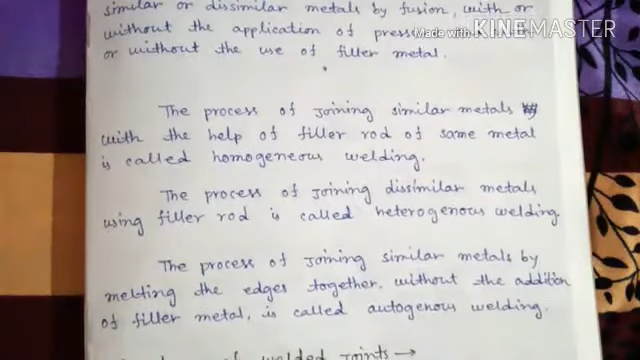 similar or dissimilar metals by fusion, with or
without the application of press
Made with KINEMASTER
or without the use of filler metal.
The process of joining similar metals
with the help of filler rod of same metal
is called homogeneous welding.
The process of joining dissimilar metals
using filler rod is called heterogenous welding.
The process of joining similar metals by
melting the edges together, without the addition
of filler metal, is called autogenous welding.
of welded joints →